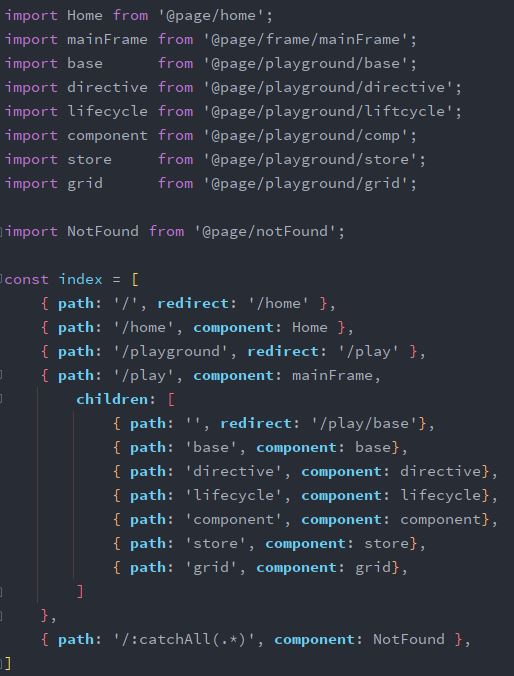 import Home from '@page/home';
import mainFrame from '@page/frame/mainFrame';
import base      from '@page/playground/base';
import directive from '@page/playground/directive';
import lifecycle from '@page/playground/liftcycle';
import component from '@page/playground/comp';
import store     from '@page/playground/store';
import grid      from '@page/playground/grid';

import NotFound from '@page/notFound';

const index = [
    { path: '/', redirect: '/home' },
    { path: '/home', component: Home },
    { path: '/playground', redirect: '/play' },
    { path: '/play', component: mainFrame,
        children: [
            { path: '', redirect: '/play/base'},
            { path: 'base', component: base},
            { path: 'directive', component: directive},
            { path: 'lifecycle', component: lifecycle},
            { path: 'component', component: component},
            { path: 'store', component: store},
            { path: 'grid', component: grid},
        ]
    },
    { path: '/:catchAll(.*)', component: NotFound },
]